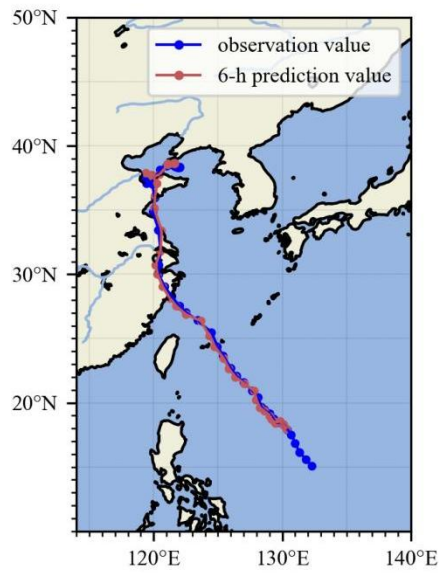 50°N
observation value
6-h prediction value
40°N
30°N
20°N
120°E 130°E 140°E